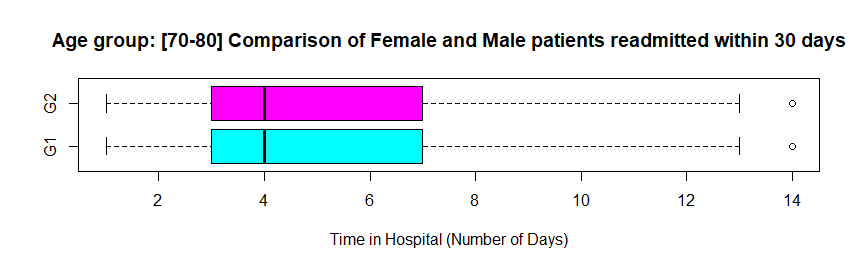 Age group: [70-80] Comparison of Female and Male patients readmitted within 30 days
G2
G1
2 4 6 8 10 12 14
Time in Hospital (Number of Days)